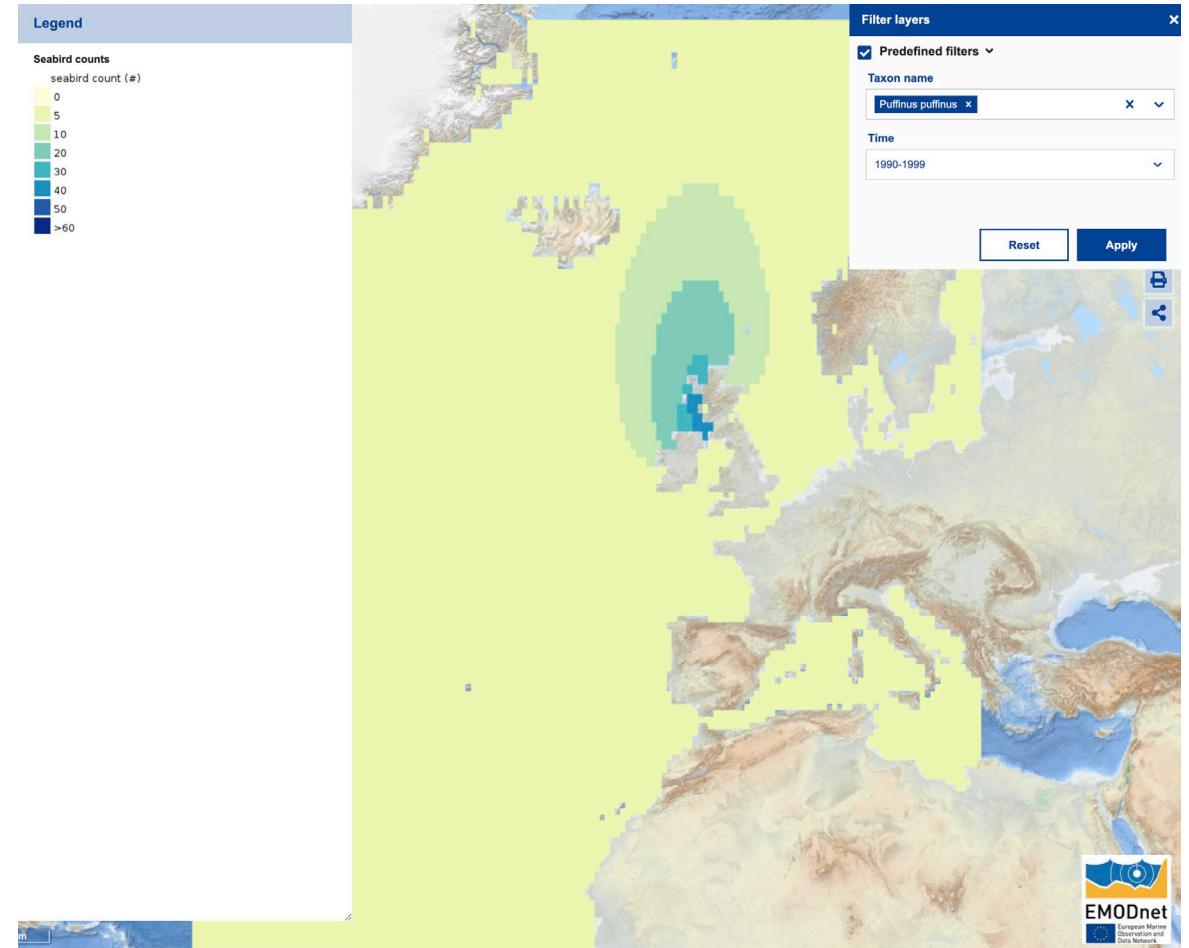 Legend
Seabird counts
seabird count (#)
0
5
10
20
30
40
50
>60
Filter layers ×
Predefined filters
Taxon name
Puffinus puffinus ×
Time
1990-1999
Reset Apply
m
EMODnet
European Marine
Observation and
Data Network